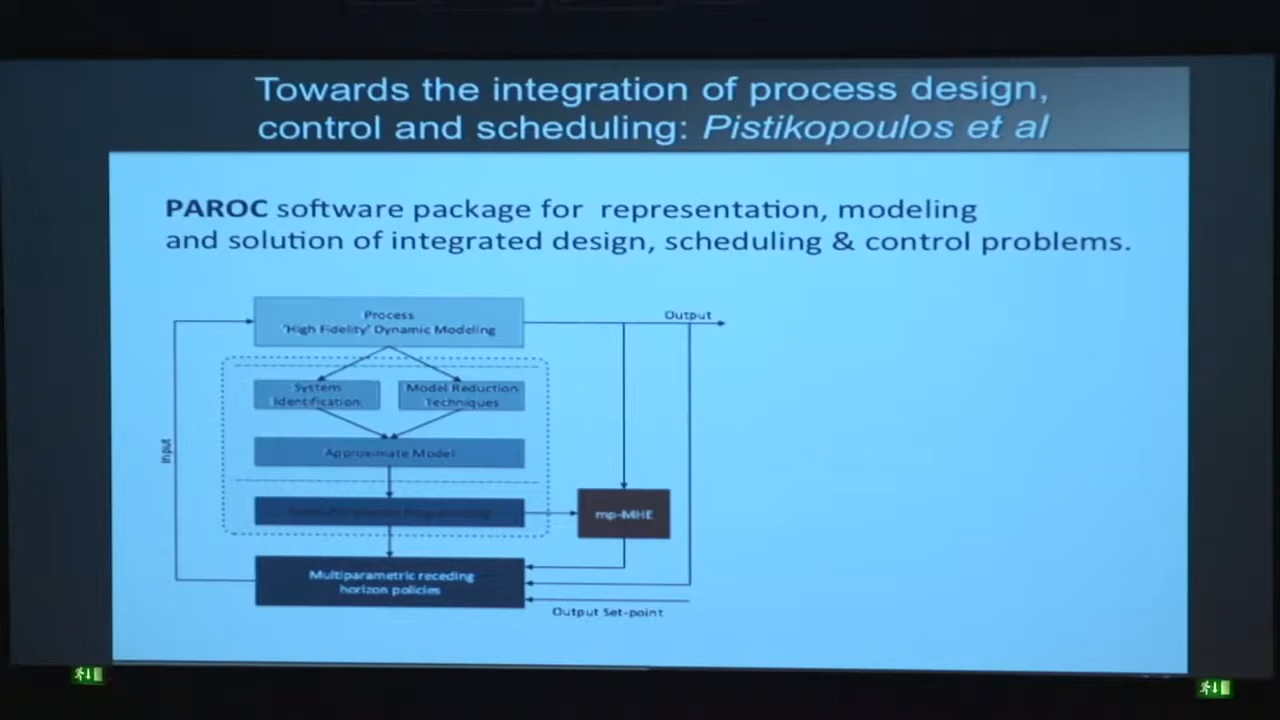 Towards the integration of process design,
control and scheduling: Pistikopoulos et al
PAROC software package for representation, modeling
and solution of integrated design, scheduling & control problems.
Process
'High Fidelity' Dynamic Modeling
Output
System
Identification
Model Reduction
Techniques
Approximate Model
Input
Programming
mp-MHE
Multiparametric receding
horizon policies
Output Set-point